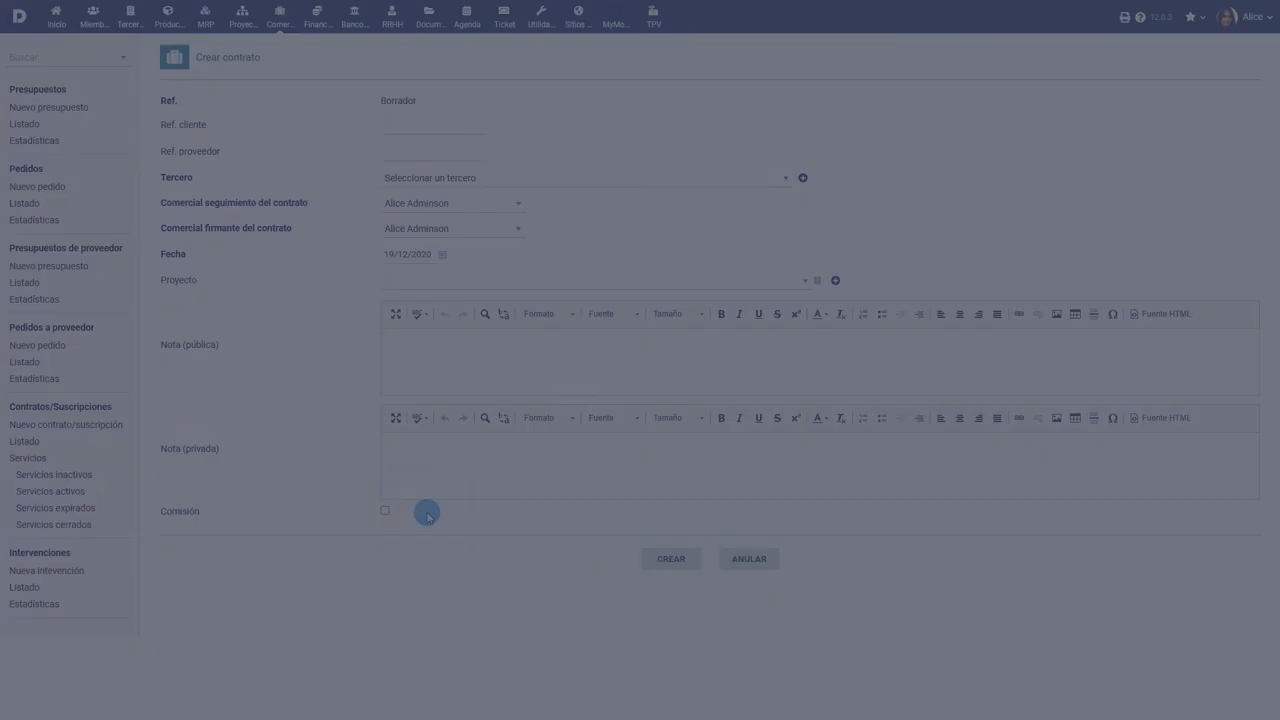 Inicio Miemb... Tercer... Produc... MRP Proyec... Comer... Financ... Banco... RRHH Docum... Agenda Ticket Utilida... Sitios ... MyMo... TPV 12.0.3 Alice
Buscar
Presupuestos
Nuevo presupuesto
Listado
Estadísticas
Pedidos
Nuevo pedido
Listado
Estadísticas
Presupuestos de proveedor
Nuevo presupuesto
Listado
Estadísticas
Pedidos a proveedor
Nuevo pedido
Listado
Estadísticas
Contratos/Suscripciones
Nuevo contrato/suscripción
Listado
Servicios
Servicios inactivos
Servicios activos
Servicios expirados
Servicios cerrados
Intervenciones
Nueva intevención
Listado
Estadísticas
Crear contrato
Ref. Borrador
Ref. cliente
Ref. proveedor
Tercero Seleccionar un tercero
Comercial seguimiento del contrato Alice Adminson
Comercial firmante del contrato Alice Adminson
Fecha 19/12/2020
Proyecto
Formato Fuente Tamaño Fuente HTML
Nota (pública)
Formato Fuente Tamaño Fuente HTML
Nota (privada)
Comisión
CREAR ANULAR